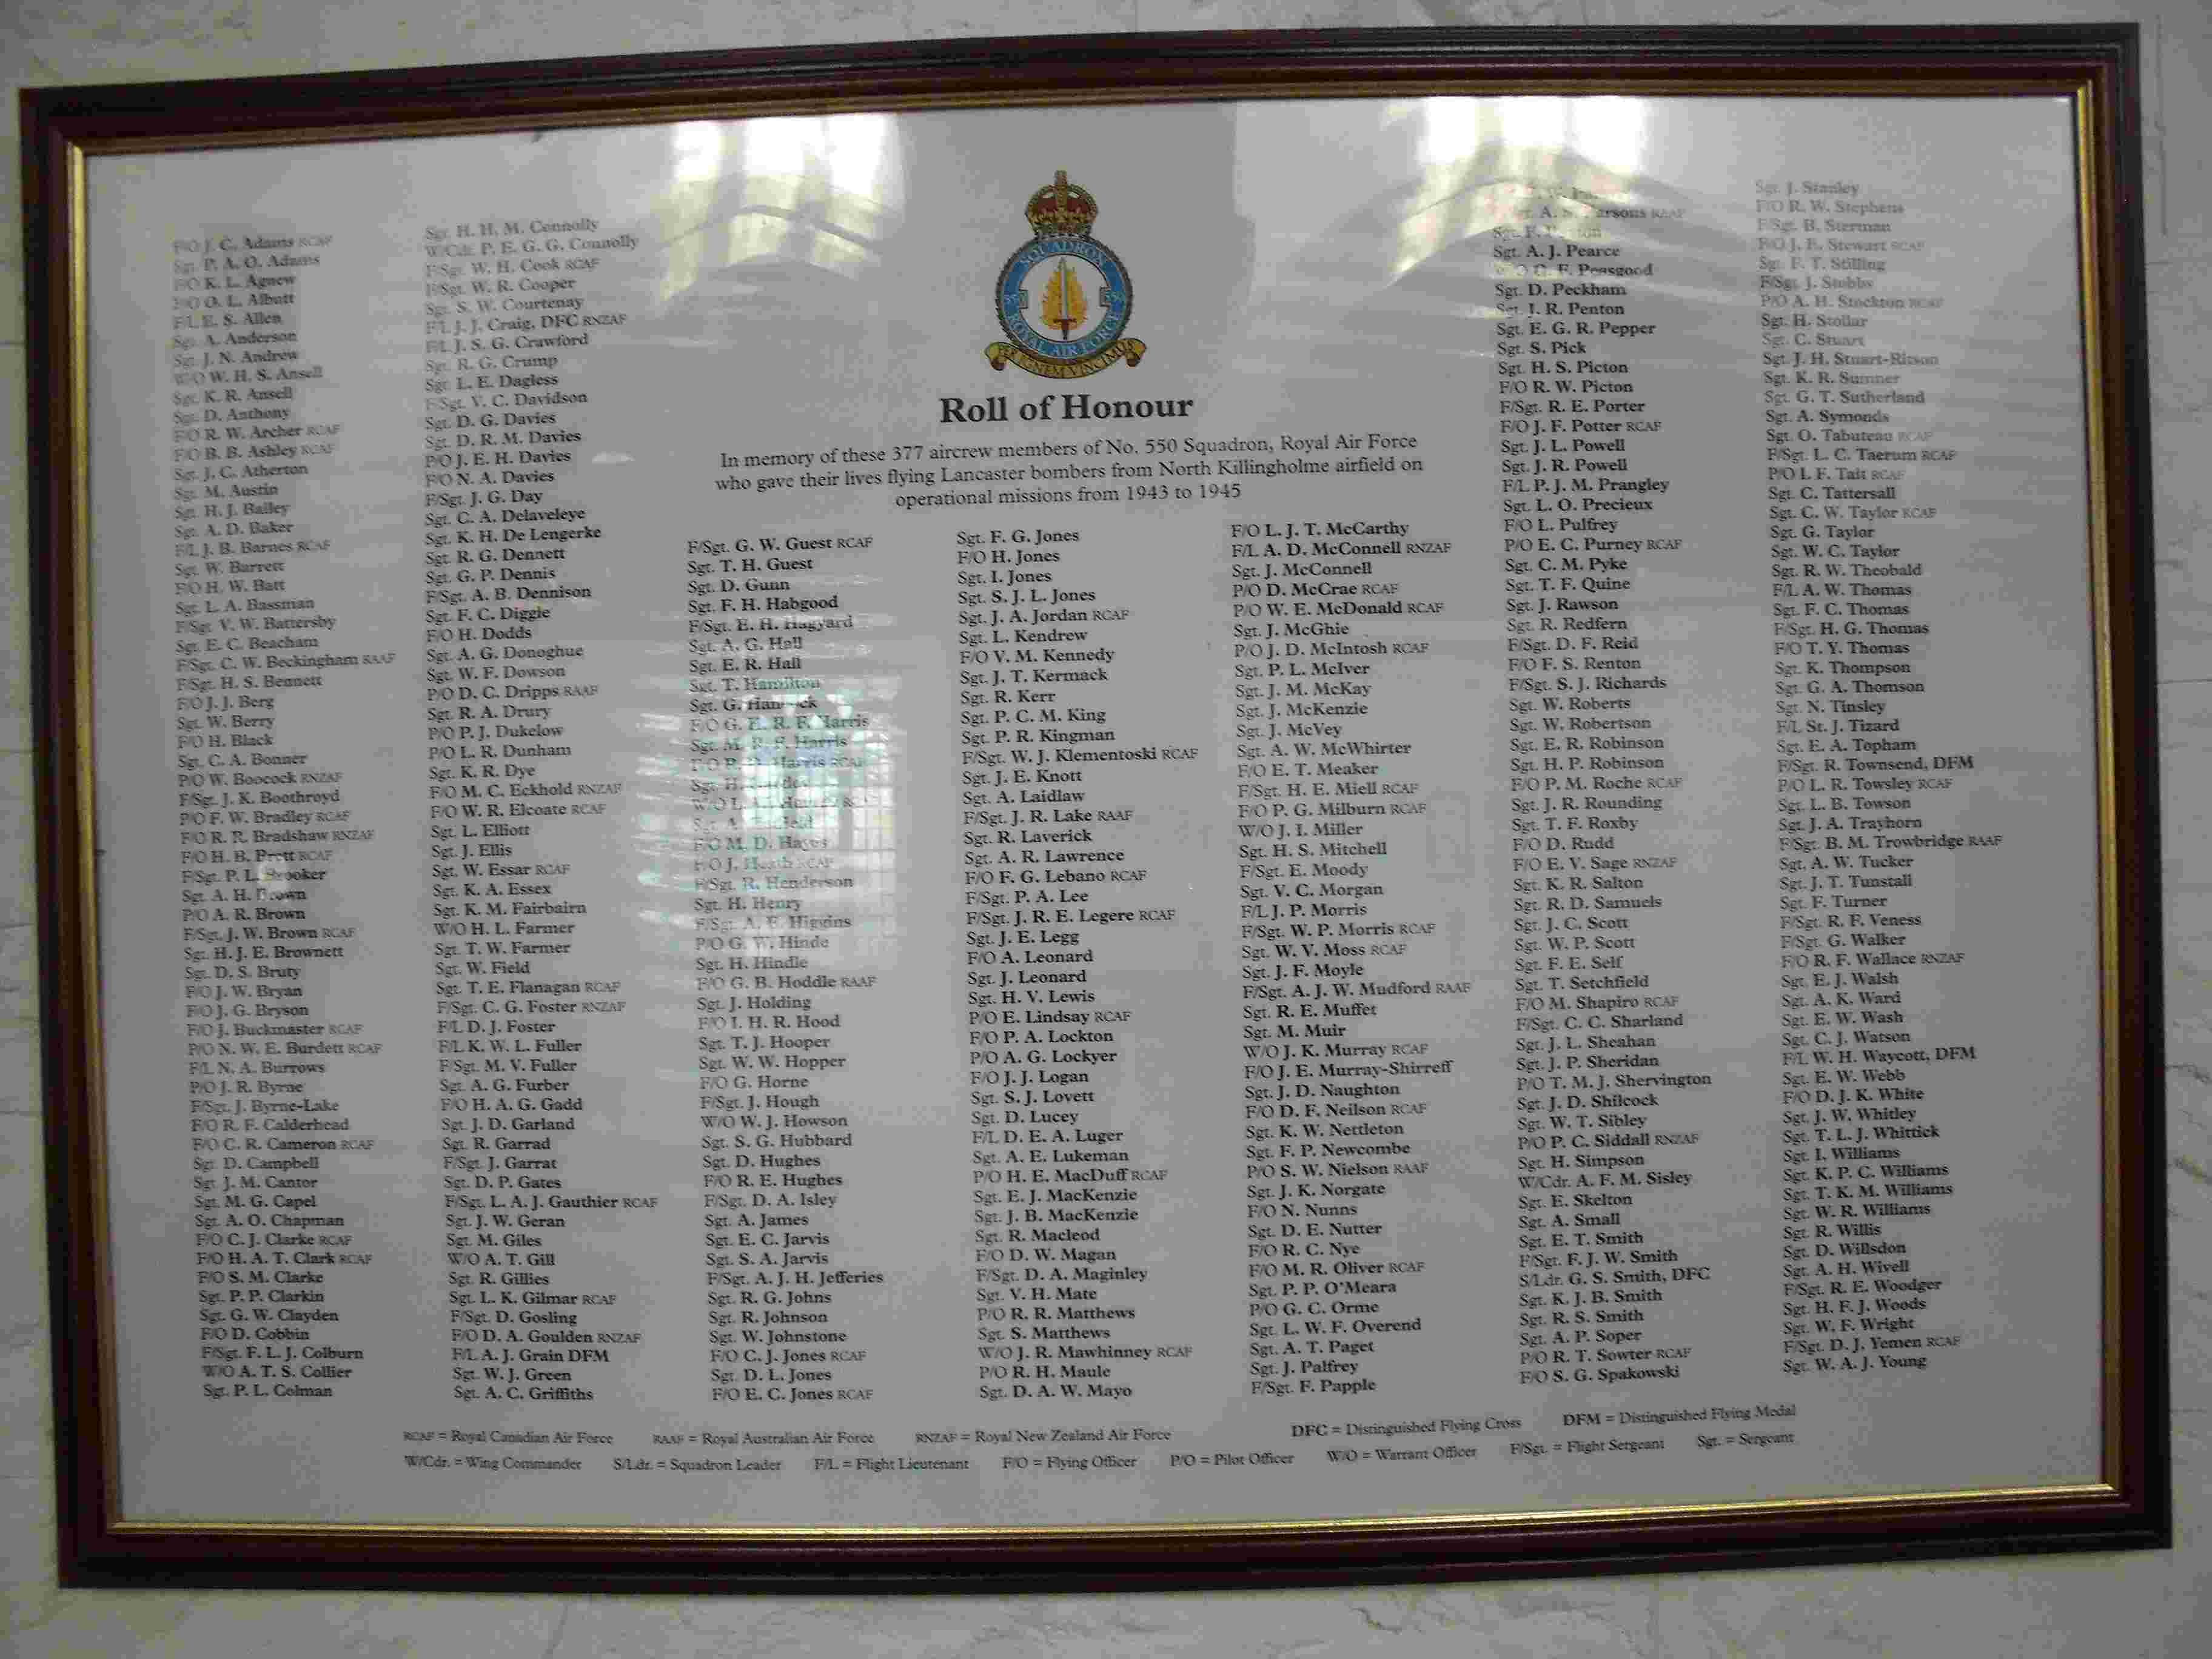 SQUADRON
550 550
ROYAL AIR FORCE
PER IGNEM VINCIMUS
Roll of Honour
In memory of these 377 aircrew members of No. 550 Squadron, Royal Air Force
who gave their lives flying Lancaster bombers from North Killingholme airfield on
operational missions from 1943 to 1945
F/O J. C. Adams RCAF
Sgt. P. A. O. Adams
F/O K. L. Agnew
F/O O. L. Albutt
F/L E. S. Allen
Sgt. A. Anderson
Sgt. J. N. Andrew
W/O W. H. S. Ansell
Sgt. K. R. Ansell
Sgt. D. Anthony
F/O R. W. Archer RCAF
F/O B. B. Ashley RCAF
Sgt. J. C. Atherton
Sgt. M. Austin
Sgt. H. J. Bailey
Sgt. A. D. Baker
F/L J. B. Barnes RCAF
Sgt. W. Barrett
F/O H. W. Batt
Sgt. L. A. Bassman
F/Sgt. V. W. Battersby
Sgt. E. C. Beacham
F/Sgt. C. W. Beckingham RAAF
F/Sgt. H. S. Bennett
F/O J. J. Berg
Sgt. W. Berry
F/O H. Black
Sgt. C. A. Bonner
P/O W. Boocock RNZAF
F/Sgt. J. K. Boothroyd
P/O F. W. Bradley RCAF
F/O R. R. Bradshaw RNZAF
F/O H. B. Brett RCAF
F/Sgt. P. L. Brooker
Sgt. A. H. Brown
P/O A. R. Brown
F/Sgt. J. W. Brown RCAF
Sgt. H. J. E. Brownett
Sgt. D. S. Bruty
F/O J. W. Bryan
F/O J. G. Bryson
F/O J. Buckmaster RCAF
P/O N. W. E. Burdett RCAF
F/L N. A. Burrows
P/O J. R. Byrne
F/Sgt. J. Byrne-Lake
F/O R. F. Calderhead
F/O C. R. Cameron RCAF
Sgt. D. Campbell
Sgt. J. M. Cantor
Sgt. M. G. Capel
Sgt. A. O. Chapman
F/O C. J. Clarke RCAF
F/O H. A. T. Clark RCAF
F/O S. M. Clarke
Sgt. P. P. Clarkin
Sgt. G. W. Clayden
F/O D. Cobbin
F/Sgt. F. L. J. Colburn
W/O A. T. S. Collier
Sgt. P. L. Colman
Sgt. H. H. M. Connolly
W/Cdr. P. E. G. G. Connolly
F/Sgt. W. H. Cook RCAF
F/Sgt. W. R. Cooper
Sgt. S. W. Courtenay
F/L J. J. Craig, DFC RNZAF
F/L J. S. G. Crawford
Sgt. R. G. Crump
Sgt. L. E. Dagless
F/Sgt. V. C. Davidson
Sgt. D. G. Davies
Sgt. D. R. M. Davies
P/O J. E. H. Davies
F/O N. A. Davies
F/Sgt. J. G. Day
Sgt. C. A. Delaveleye
Sgt. K. H. De Lengerke
Sgt. R. G. Dennett
Sgt. G. P. Dennis
F/Sgt. A. B. Dennison
Sgt. F. C. Diggle
F/O H. Dodds
Sgt. A. G. Donoghue
Sgt. W. F. Dowson
P/O D. C. Dripps RAAF
Sgt. R. A. Drury
P/O P. J. Dukelow
P/O L. R. Dunham
Sgt. K. R. Dye
F/O M. C. Eckhold RNZAF
F/O W. R. Elcoate RCAF
Sgt. L. Elliott
Sgt. J. Ellis
Sgt. W. Essar RCAF
Sgt. K. A. Essex
Sgt. K. M. Fairbairn
W/O H. L. Farmer
Sgt. T. W. Farmer
Sgt. W. Field
Sgt. T. E. Flanagan RCAF
F/Sgt. C. G. Foster RNZAF
F/L D. J. Foster
F/L K. W. L. Fuller
F/Sgt. M. V. Fuller
Sgt. A. G. Furber
F/O H. A. G. Gadd
Sgt. J. D. Garland
Sgt. R. Garrad
F/Sgt. J. Garrat
Sgt. D. P. Gates
F/Sgt. L. A. J. Gauthier RCAF
Sgt. J. W. Geran
Sgt. M. Giles
W/O A. T. Gill
Sgt. R. Gillies
Sgt. L. K. Gilmar RCAF
F/Sgt. D. Gosling
F/O D. A. Goulden RNZAF
F/L A. J. Grain DFM
Sgt. W. J. Green
Sgt. A. C. Griffiths
F/Sgt. G. W. Guest RCAF
Sgt. T. H. Guest
Sgt. D. Gunn
Sgt. F. H. Habgood
F/Sgt. E. H. Hagyard
Sgt. A. G. Hall
Sgt. E. R. Hall
Sgt. T. Hamilton
Sgt. G.
F/O G. E. R. F. Harris
Sgt. M. R. F. Harris
Harris RCAF
Sgt. H.
W/O L.
Sgt. A.
F/O M. D. Hayes
F/O J. Heath RCAF
F/Sgt. R. Henderson
Sgt. H. Henry
F/Sgt. A. F. Higgins
P/O G. W. Hinde
Sgt. H. Hindle
F/O G. B. Hoddle RAAF
Sgt. J. Holding
F/O I. H. R. Hood
Sgt. T. J. Hooper
Sgt. W. W. Hopper
F/O G. Horne
F/Sgt. J. Hough
W/O W. J. Howson
Sgt. S. G. Hubbard
Sgt. D. Hughes
F/O R. E. Hughes
F/Sgt. D. A. Isley
Sgt. A. James
Sgt. E. C. Jarvis
Sgt. S. A. Jarvis
F/Sgt. A. J. H. Jefferies
Sgt. R. G. Johns
Sgt. R. Johnson
Sgt. W. Johnstone
F/O C. J. Jones RCAF
Sgt. D. L. Jones
F/O E. C. Jones RCAF
Sgt. F. G. Jones
F/O H. Jones
Sgt. I. Jones
Sgt. S. J. L. Jones
Sgt. J. A. Jordan RCAF
Sgt. L. Kendrew
F/O V. M. Kennedy
Sgt. J. T. Kermack
Sgt. R. Kerr
Sgt. P. C. M. King
Sgt. P. R. Kingman
F/Sgt. W. J. Klementoski RCAF
Sgt. J. E. Knott
Sgt. A. Laidlaw
F/Sgt. J. R. Lake RAAF
Sgt. R. Laverick
Sgt. A. R. Lawrence
F/O F. G. Lebano RCAF
F/Sgt. P. A. Lee
F/Sgt. J. R. E. Legere RCAF
Sgt. J. E. Legg
F/O A. Leonard
Sgt. J. Leonard
Sgt. H. V. Lewis
P/O E. Lindsay RCAF
F/O P. A. Lockton
P/O A. G. Lockyer
F/O J. J. Logan
Sgt. S. J. Lovett
Sgt. D. Lucey
F/L D. E. A. Luger
Sgt. A. E. Lukeman
P/O H. E. MacDuff RCAF
Sgt. E. J. MacKenzie
Sgt. J. B. MacKenzie
Sgt. R. Macleod
F/O D. W. Magan
F/Sgt. D. A. Maginley
Sgt. V. H. Mate
P/O R. R. Matthews
Sgt. S. Matthews
W/O J. R. Mawhinney RCAF
P/O R. H. Maule
Sgt. D. A. W. Mayo
F/O L. J. T. McCarthy
F/L A. D. McConnell RNZAF
Sgt. J. McConnell
P/O D. McCrae RCAF
P/O W. E. McDonald RCAF
Sgt. J. McGhie
P/O J. D. McIntosh RCAF
Sgt. P. L. McIver
Sgt. J. M. McKay
Sgt. J. McKenzie
Sgt. J. McVey
Sgt. A. W. McWhirter
F/O E. T. Meaker
F/Sgt. H. E. Miell RCAF
F/O P. G. Milburn RCAF
W/O J. I. Miller
Sgt. H. S. Mitchell
F/Sgt. E. Moody
Sgt. V. C. Morgan
F/L J. P. Morris
F/Sgt. W. P. Morris RCAF
Sgt. W. V. Moss RCAF
Sgt. J. F. Moyle
F/Sgt. A. J. W. Mudford RAAF
Sgt. R. E. Muffet
Sgt. M. Muir
W/O J. K. Murray RCAF
F/O J. E. Murray-Shirreff
Sgt. J. D. Naughton
F/O D. F. Neilson RCAF
Sgt. K. W. Nettleton
Sgt. F. P. Newcombe
P/O S. W. Nielson RAAF
Sgt. J. K. Norgate
F/O N. Nunns
Sgt. D. E. Nutter
F/O R. C. Nye
F/O M. R. Oliver RCAF
Sgt. P. P. O'Meara
P/O G. C. Orme
Sgt. L. W. F. Overend
Sgt. A. T. Paget
Sgt. J. Palfrey
F/Sgt. F. Papple
Parsons RAAF
Sgt.
Sgt. A. J. Pearce
W/O G. F. Peasgood
Sgt. D. Peckham
Sgt. J. R. Penton
Sgt. E. G. R. Pepper
Sgt. S. Pick
Sgt. H. S. Picton
F/O R. W. Picton
F/Sgt. R. E. Porter
F/O J. F. Potter RCAF
Sgt. J. L. Powell
Sgt. J. R. Powell
F/L P. J. M. Prangley
Sgt. L. O. Precieux
F/O L. Pulfrey
P/O E. C. Purney RCAF
Sgt. C. M. Pyke
Sgt. T. F. Quine
Sgt. J. Rawson
Sgt. R. Redfern
F/Sgt. D. F. Reid
F/O F. S. Renton
F/Sgt. S. J. Richards
Sgt. W. Roberts
Sgt. W. Robertson
Sgt. E. R. Robinson
Sgt. H. P. Robinson
F/O P. M. Roche RCAF
Sgt. J. R. Rounding
Sgt. T. F. Roxby
F/O D. Rudd
F/O E. V. Sage RNZAF
Sgt. K. R. Salton
Sgt. R. D. Samuels
Sgt. J. C. Scott
Sgt. W. P. Scott
Sgt. F. E. Self
Sgt. T. Setchfield
F/O M. Shapiro RCAF
F/Sgt. C. C. Sharland
Sgt. J. L. Sheahan
Sgt. J. P. Sheridan
P/O T. M. J. Shervington
Sgt. J. D. Shilcock
Sgt. W. T. Sibley
P/O P. C. Siddall RNZAF
Sgt. H. Simpson
W/Cdr. A. F. M. Sisley
Sgt. E. Skelton
Sgt. A. Small
Sgt. E. T. Smith
F/Sgt. F. J. W. Smith
S/Ldr. G. S. Smith, DFC
Sgt. K. J. B. Smith
Sgt. R. S. Smith
Sgt. A. P. Soper
P/O R. T. Sowter RCAF
F/O S. G. Spakowski
Sgt. J. Stanley
F/O R. W. Stephens
F/Sgt. B. Sterman
F/O J. E. Stewart RCAF
Sgt. F. T. Stilling
F/Sgt. J. Stubbs
P/O A. H. Stockton RCAF
Sgt. H. Stollar
Sgt. C. Stuart
Sgt. J. H. Stuart-Ritson
Sgt. K. R. Sumner
Sgt. G. T. Sutherland
Sgt. A. Symonds
Sgt. O. Tabuteau RCAF
F/Sgt. L. C. Taerum RCAF
P/O L F. Tait RCAF
Sgt. C. Tattersall
Sgt. C. W. Taylor RCAF
Sgt. G. Taylor
Sgt. W. C. Taylor
Sgt. R. W. Theobald
F/L A. W. Thomas
Sgt. F. C. Thomas
F/Sgt. H. G. Thomas
F/O T. Y. Thomas
Sgt. K. Thompson
Sgt. G. A. Thomson
Sgt. N. Tinsley
F/L St. J. Tizard
Sgt. E. A. Topham
F/Sgt. R. Townsend, DFM
P/O L. R. Towsley RCAF
Sgt. L. B. Towson
Sgt. J. A. Trayhorn
F/Sgt. B. M. Trowbridge RAAF
Sgt. A. W. Tucker
Sgt. J. T. Tunstall
Sgt. F. Turner
F/Sgt. R. F. Veness
F/Sgt. G. Walker
F/O R. F. Wallace RNZAF
Sgt. E. J. Walsh
Sgt. A. K. Ward
Sgt. E. W. Wash
Sgt. C. J. Watson
F/L W. H. Waycott, DFM
Sgt. E. W. Webb
F/O D. J. K. White
Sgt. J. W. Whitley
Sgt. T. L. J. Whittick
Sgt. I. Williams
Sgt. K. P. C. Williams
Sgt. T. K. M. Williams
Sgt. W. R. Williams
Sgt. R. Willis
Sgt. D. Willsdon
Sgt. A. H. Wivell
F/Sgt. R. E. Woodger
Sgt. H. F. J. Woods
Sgt. W. F. Wright
F/Sgt. D. J. Yemen RCAF
Sgt. W. A. J. Young
RCAF = Royal Canadian Air Force RAAF = Royal Australian Air Force RNZAF = Royal New Zealand Air Force DFC = Distinguished Flying Cross DFM = Distinguished Flying Medal
W/Cdr. = Wing Commander S/Ldr. = Squadron Leader F/L = Flight Lieutenant F/O = Flying Officer P/O = Pilot Officer W/O = Warrant Officer F/Sgt. = Flight Sergeant Sgt. = Sergeant